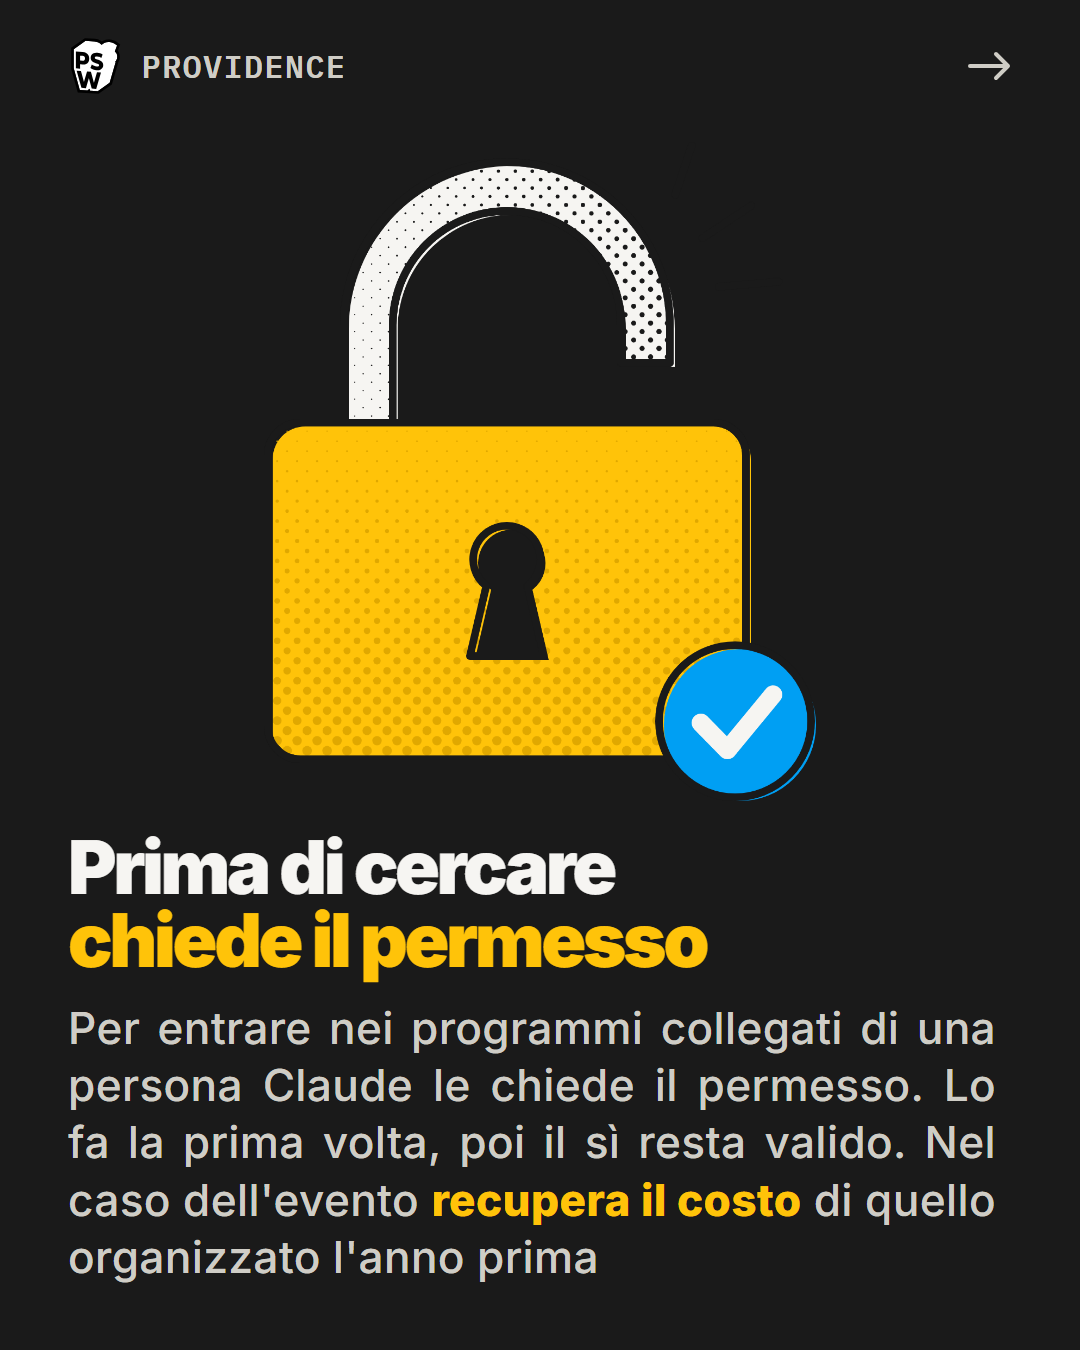 PS
W
PROVIDENCE
Prima di cercare
chiede il permesso
Per entrare nei programmi collegati di una
persona Claude le chiede il permesso. Lo
fa la prima volta, poi il sì resta valido. Nel
caso dell'evento recupera il costo di quello
organizzato l'anno prima